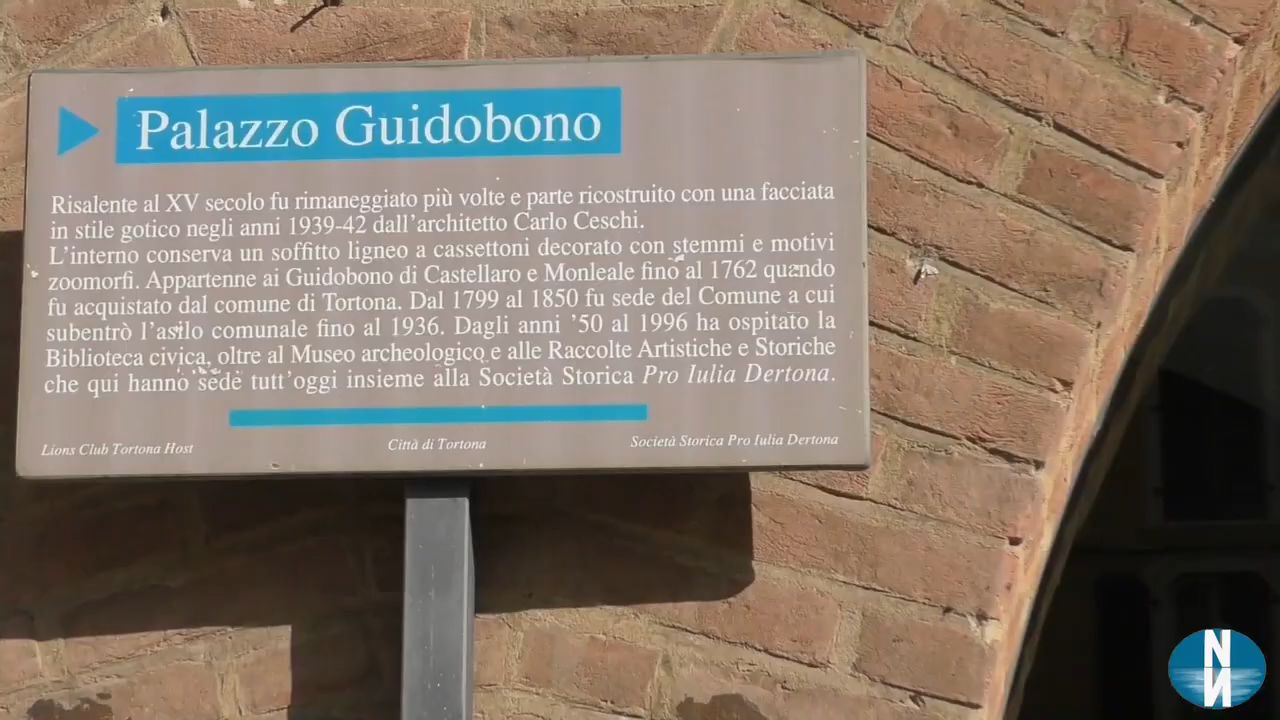 Palazzo Guidobono
Risalente al XV secolo fu rimaneggiato più volte e parte ricostruito con una facciata
in stile gotico negli anni 1939-42 dall'architetto Carlo Ceschi.
L'interno conserva un soffitto ligneo a cassettoni decorato con stemmi e motivi
zoomorfi. Appartenne ai Guidobono di Castellaro e Monleale fino al 1762 quando
fu acquistato dal comune di Tortona. Dal 1799 al 1850 fu sede del Comune a cui
subentrò l'asilo comunale fino al 1936. Dagli anni '50 al 1996 ha ospitato la
Biblioteca civica, oltre al Museo archeologico e alle Raccolte Artistiche e Storiche
che qui hanno sede tutt'oggi insieme alla Società Storica Pro Iulia Dertona.
Lions Club Tortona Host Città di Tortona Società Storica Pro Iulia Dertona
N
N